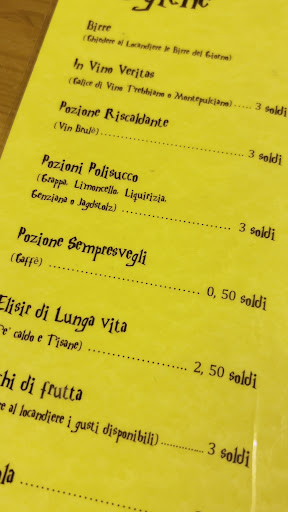 Birre
(Chiedere al Locandiere le Birre del Giorno)
In Vino Veritas
(Calice di Vino Trebbiano o Montepulciano)..... 3 soldi
Pozione Riscaldante
(Vin Brulè)........................................ 3 soldi
Pozioni Polisucco
(Grappa, Limoncello, Liquirizia,
Genziana o Jagdstolz) ............................ 3 soldi
Pozione Sempresvegli
(Caffè) ........................................ 0, 50 soldi
Elisir di Lunga vita
caldo e Tisane) .................................. 2, 50 soldi
di frutta
al locandiere i gusti disponibili).............. 3 soldi